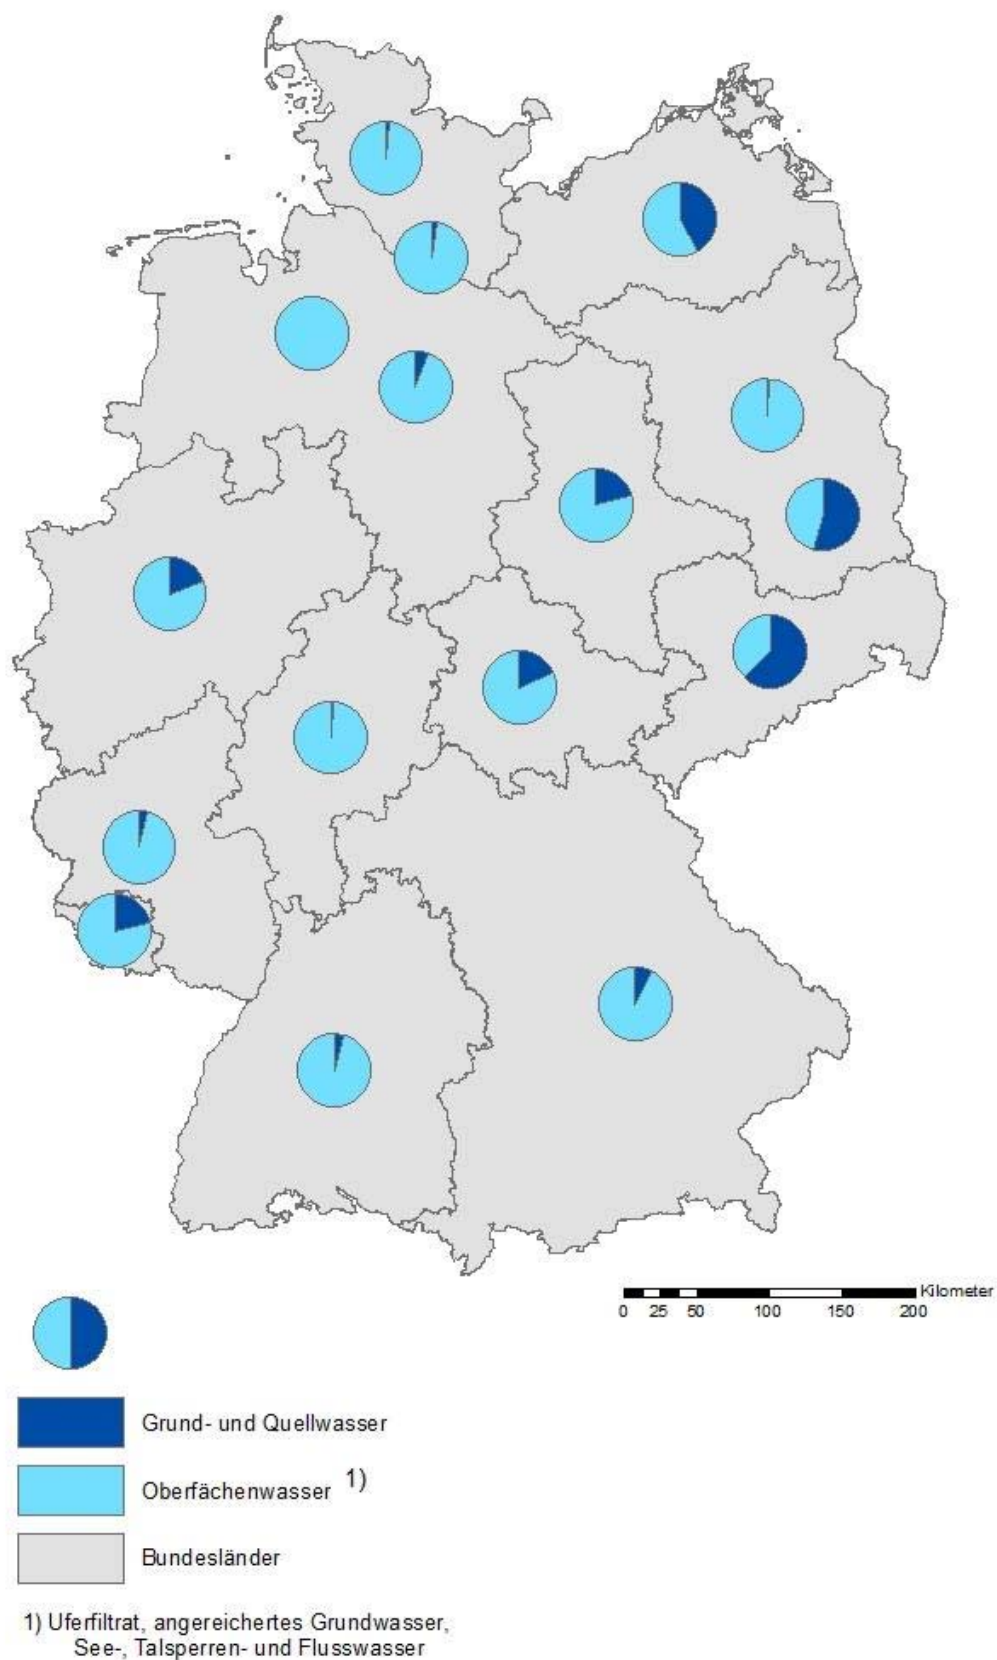 Kilometer
0 25 50 100 150 200
Grund- und Quellwasser
Oberfächenwasser 1)
Bundesländer
1) Uferfiltrat, angereichertes Grundwasser,
See-, Talsperren- und Flusswasser